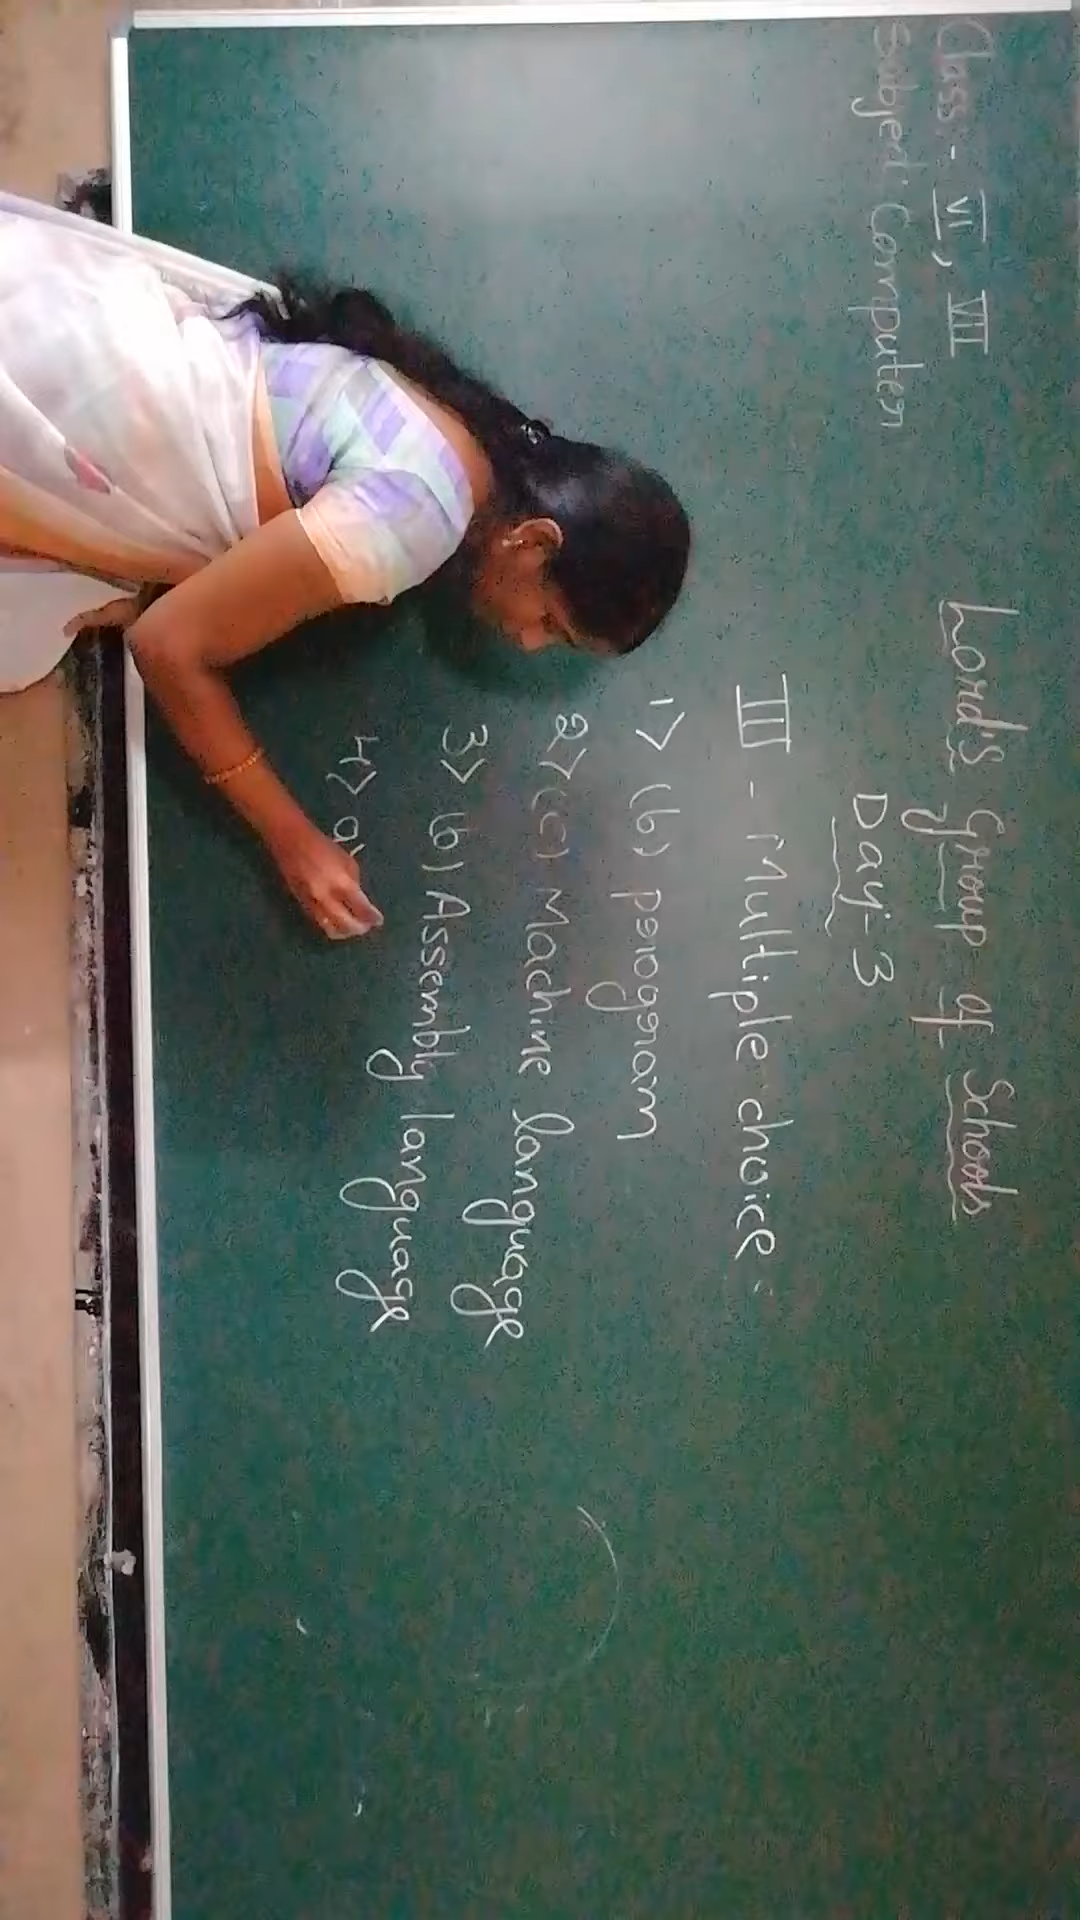 Lord's Group of Schools
Class - VI, VII
Subject: Computer
Day-3
III - Multiple choice:
1) (b) program
2) (c) Machine language
3) (b) Assembly language
4) a)